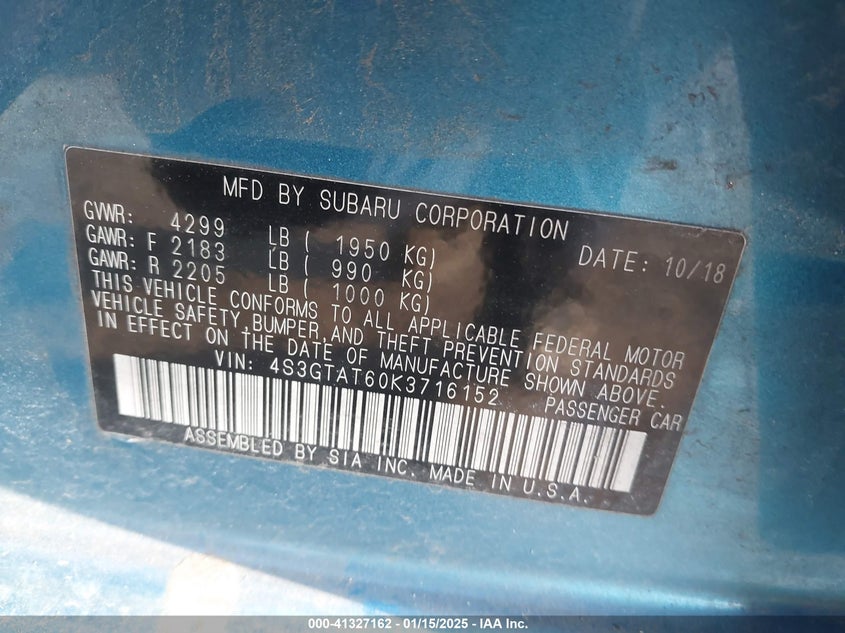 MFD BY SUBARU CORPORATION
GVWR: 4299 LB ( 1950 KG) DATE: 10/18
GAWR: F 2183 LB ( 990 KG)
GAWR: R 2205 LB ( 1000 KG)
THIS VEHICLE CONFORMS TO ALL APPLICABLE FEDERAL MOTOR
VEHICLE SAFETY,BUMPER,AND THEFT PREVENTION STANDARDS
IN EFFECT ON THE DATE OF MANUFACTURE SHOWN ABOVE.
VIN: 4S3GTAT60K3716152 PASSENGER CAR
ASSEMBLED BY SIA INC. MADE IN U.S.A.
000-41327162 - 01/15/2025 - IAA Inc.